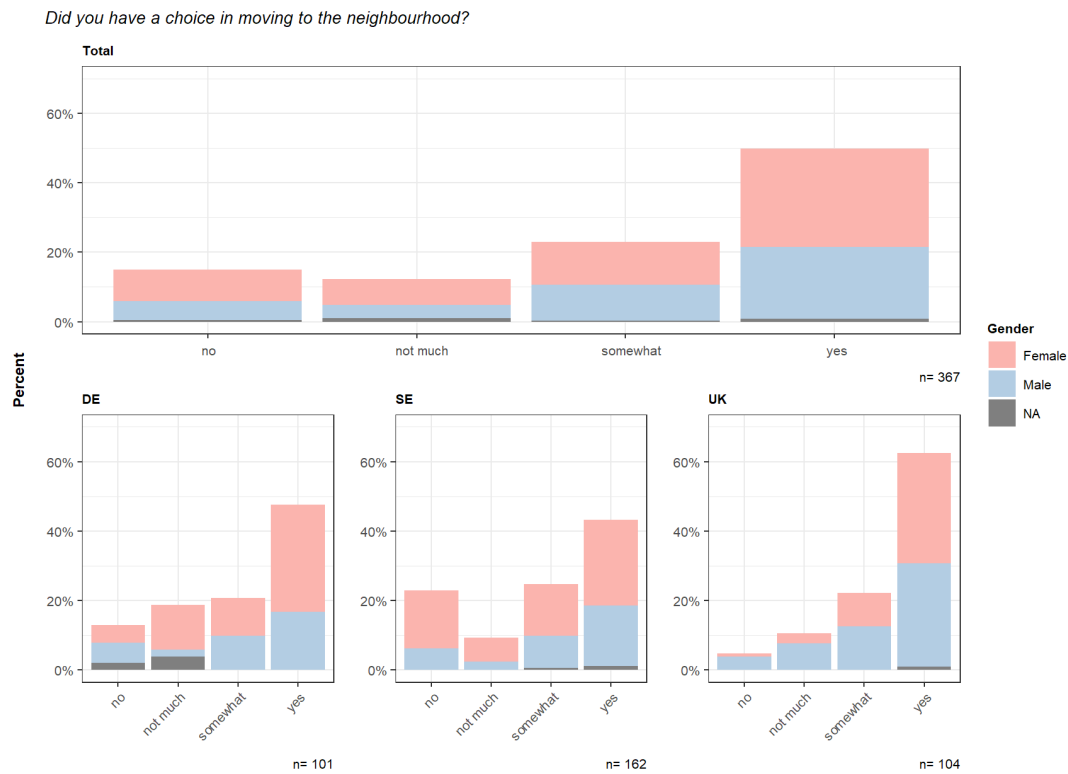 Did you have a choice in moving to the neighbourhood?
Total
60%
40%
20%
0%
no not much somewhat yes
n= 367
Percent
Gender
Female
Male
NA
DE
60%
40%
20%
0%
no not much somewhat yes
n= 101
SE
60%
40%
20%
0%
no not much somewhat yes
n= 162
UK
60%
40%
20%
0%
no not much somewhat yes
n= 104